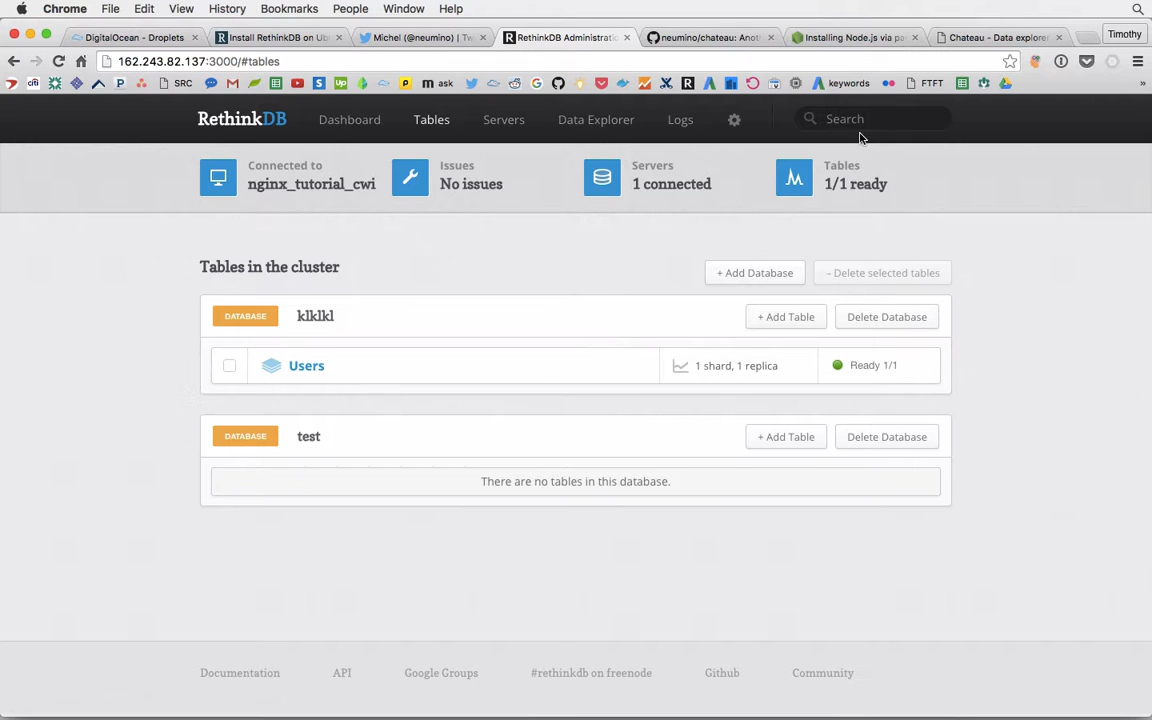 Chrome File Edit View History Bookmarks People Window Help
DigitalOcean - Droplets
Install RethinkDB on Ub
Michel (@neumino) | Tw
RethinkDB Administratio
neumino/chateau: Anot
Installing Node.js via pa
Chateau - Data explorer
Timothy
162.243.82.137:3000/#tables
SRC
ask
keywords
FTFT
RethinkDB Dashboard Tables Servers Data Explorer Logs Search
Connected to
nginx_tutorial_cwi
Issues
No issues
Servers
1 connected
Tables
1/1 ready
Tables in the cluster
+ Add Database
– Delete selected tables
DATABASE klklkl + Add Table Delete Database
Users 1 shard, 1 replica Ready 1/1
DATABASE test + Add Table Delete Database
There are no tables in this database.
Documentation API Google Groups #rethinkdb on freenode Github Community